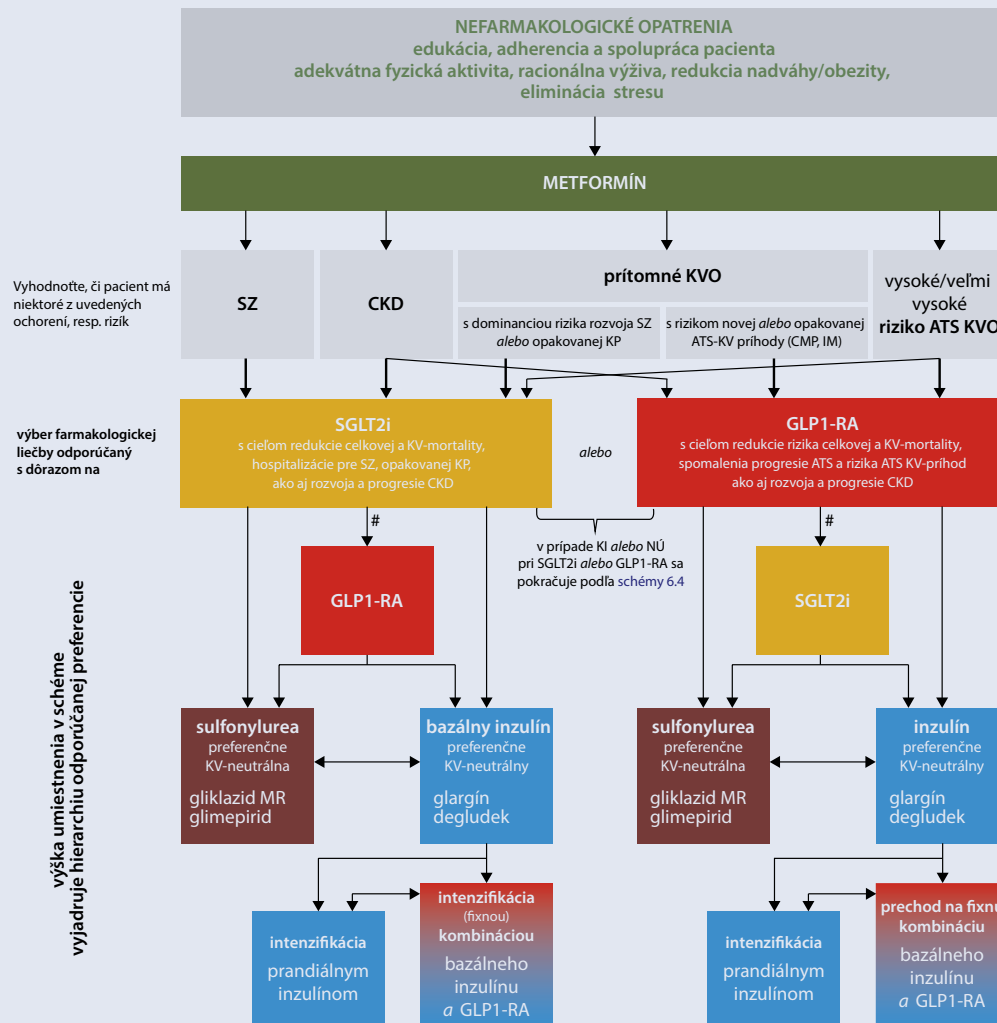 NEFARMAKOLOGICKÉ OPATRENIA
edukácia, adherencia a spolupráca pacienta
adekvátna fyzická aktivita, racionálna výživa, redukcia nadváhy/obezity,
eliminácia stresu
METFORMÍN
Vyhodnoťte, či pacient má
niektoré z uvedených
ochorení, resp. rizík
SZ
CKD
prítomné KVO
s dominanciou rizika rozvoja SZ
alebo opakovanej KP
s rizikom novej alebo opakovanej
ATS-KV príhody (CMP, IM)
vysoké/veľmi
vysoké
riziko ATS KVO
výber farmakologickej
liečby odporúčaný
s dôrazom na
SGLT2i
s cieľom redukcie celkovej a KV-mortality,
hospitalizácie pre SZ, opakovanej KP,
ako aj rozvoja a progresie CKD
alebo
GLP1-RA
s cieľom redukcie rizika celkovej a KV-mortality,
spomalenia progresie ATS a rizika ATS KV-príhod
ako aj rozvoja a progresie CKD
#
#
v prípade KI alebo NÚ
pri SGLT2i alebo GLP1-RA sa
pokračuje podľa schémy 6.4
GLP1-RA
SGLT2i
výška umiestnenia v schéme
vyjadruje hierarchiu odporúčanej preferencie
sulfonylurea
preferenčne
KV-neutrálna
gliklazid MR
glimepirid
bazálny inzulín
preferenčne
KV-neutrálny
glargín
degludek
sulfonylurea
preferenčne
KV-neutrálna
gliklazid MR
glimepirid
inzulín
preferenčne
KV-neutrálny
glargín
degludek
intenzifikácia
prandiálnym
inzulínom
intenzifikácia
(fixnou)
kombináciou
bazálneho
inzulínu
a GLP1-RA
intenzifikácia
prandiálnym
inzulínom
prechod na fixnú
kombináciu
bazálneho
inzulínu
a GLP1-RA